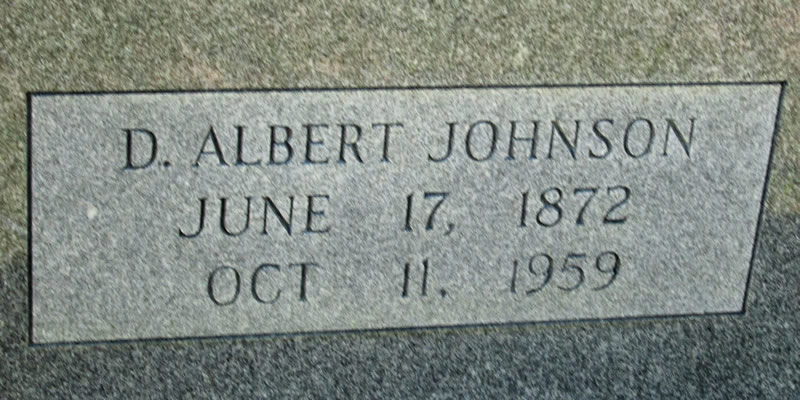 D. ALBERT JOHNSON
JUNE 17, 1872
OCT 11. 1959